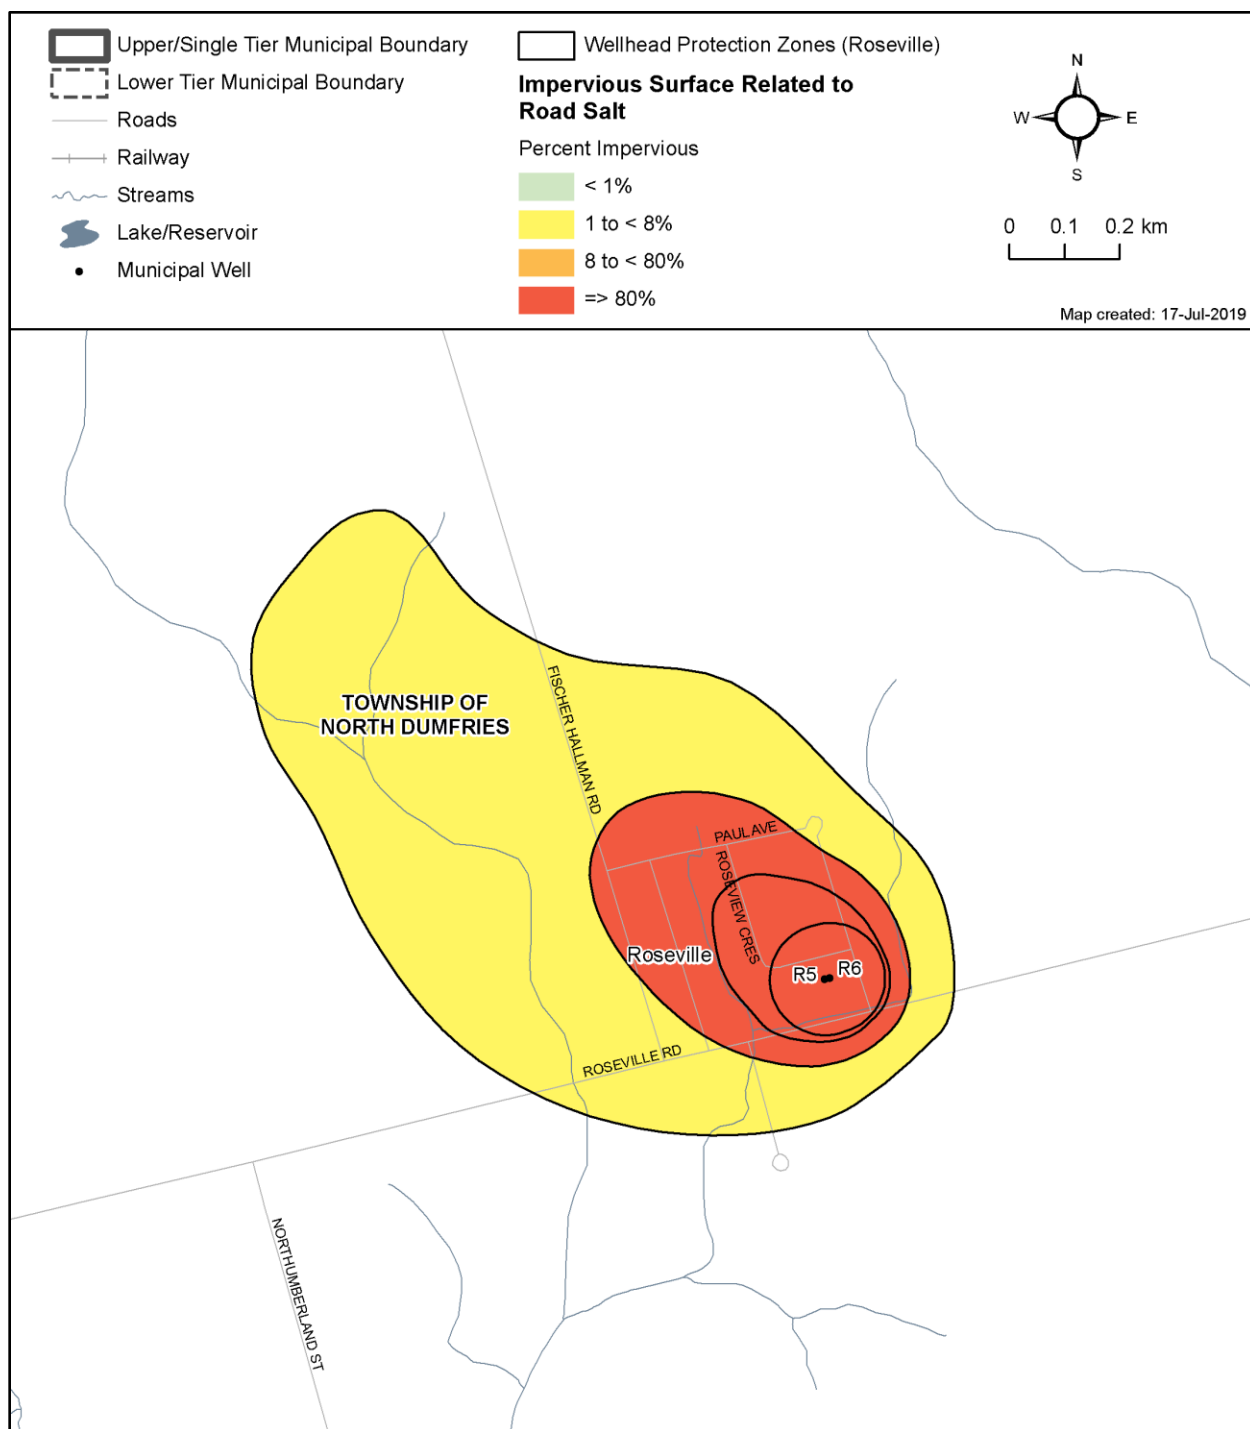 Upper/Single Tier Municipal Boundary
Lower Tier Municipal Boundary
Roads
Railway
Streams
Lake/Reservoir
Municipal Well
Wellhead Protection Zones (Roseville)
Impervious Surface Related to
Road Salt
Percent Impervious
< 1%
1 to < 8%
8 to < 80%
=> 80%
N
W E
S
0 0.1 0.2 km
Map created: 17-Jul-2019
TOWNSHIP OF
NORTH DUMFRIES
FISCHER HALLMAN RD
PAUL AVE
ROSEVIEW CRES
Roseville
R5 R6
ROSEVILLE RD
NORTHUMBERLAND ST